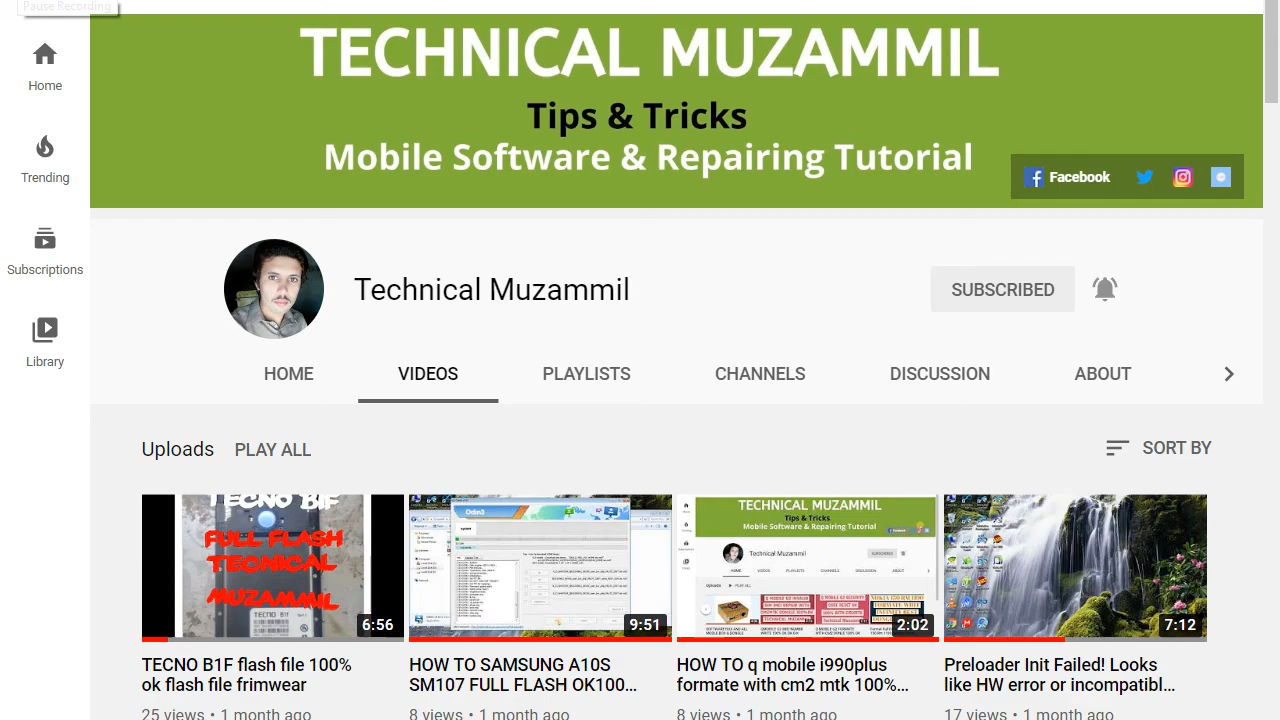 Pause Recording
TECHNICAL MUZAMMIL
Tips & Tricks
Mobile Software & Repairing Tutorial
Facebook
Home
Trending
Subscriptions
Library
Technical Muzammil
SUBSCRIBED
HOME VIDEOS PLAYLISTS CHANNELS DISCUSSION ABOUT
Uploads PLAY ALL SORT BY
TECNO B1F
FULL FLASH
TECNICAL
MUZAMMIL
TECNO B1F
6:56
Odin3
9:51
TECHNICAL MUZAMMIL
Tips & Tricks
Mobile Software & Repairing Tutorial
Technical Muzammil
2:02
7:12
TECNO B1F flash file 100%
ok flash file frimwear
25 views • 1 month ago
HOW TO SAMSUNG A10S
SM107 FULL FLASH OK100...
8 views • 1 month ago
HOW TO q mobile i990plus
formate with cm2 mtk 100%...
8 views • 1 month ago
Preloader Init Failed! Looks
like HW error or incompatibl...
17 views • 1 month ago